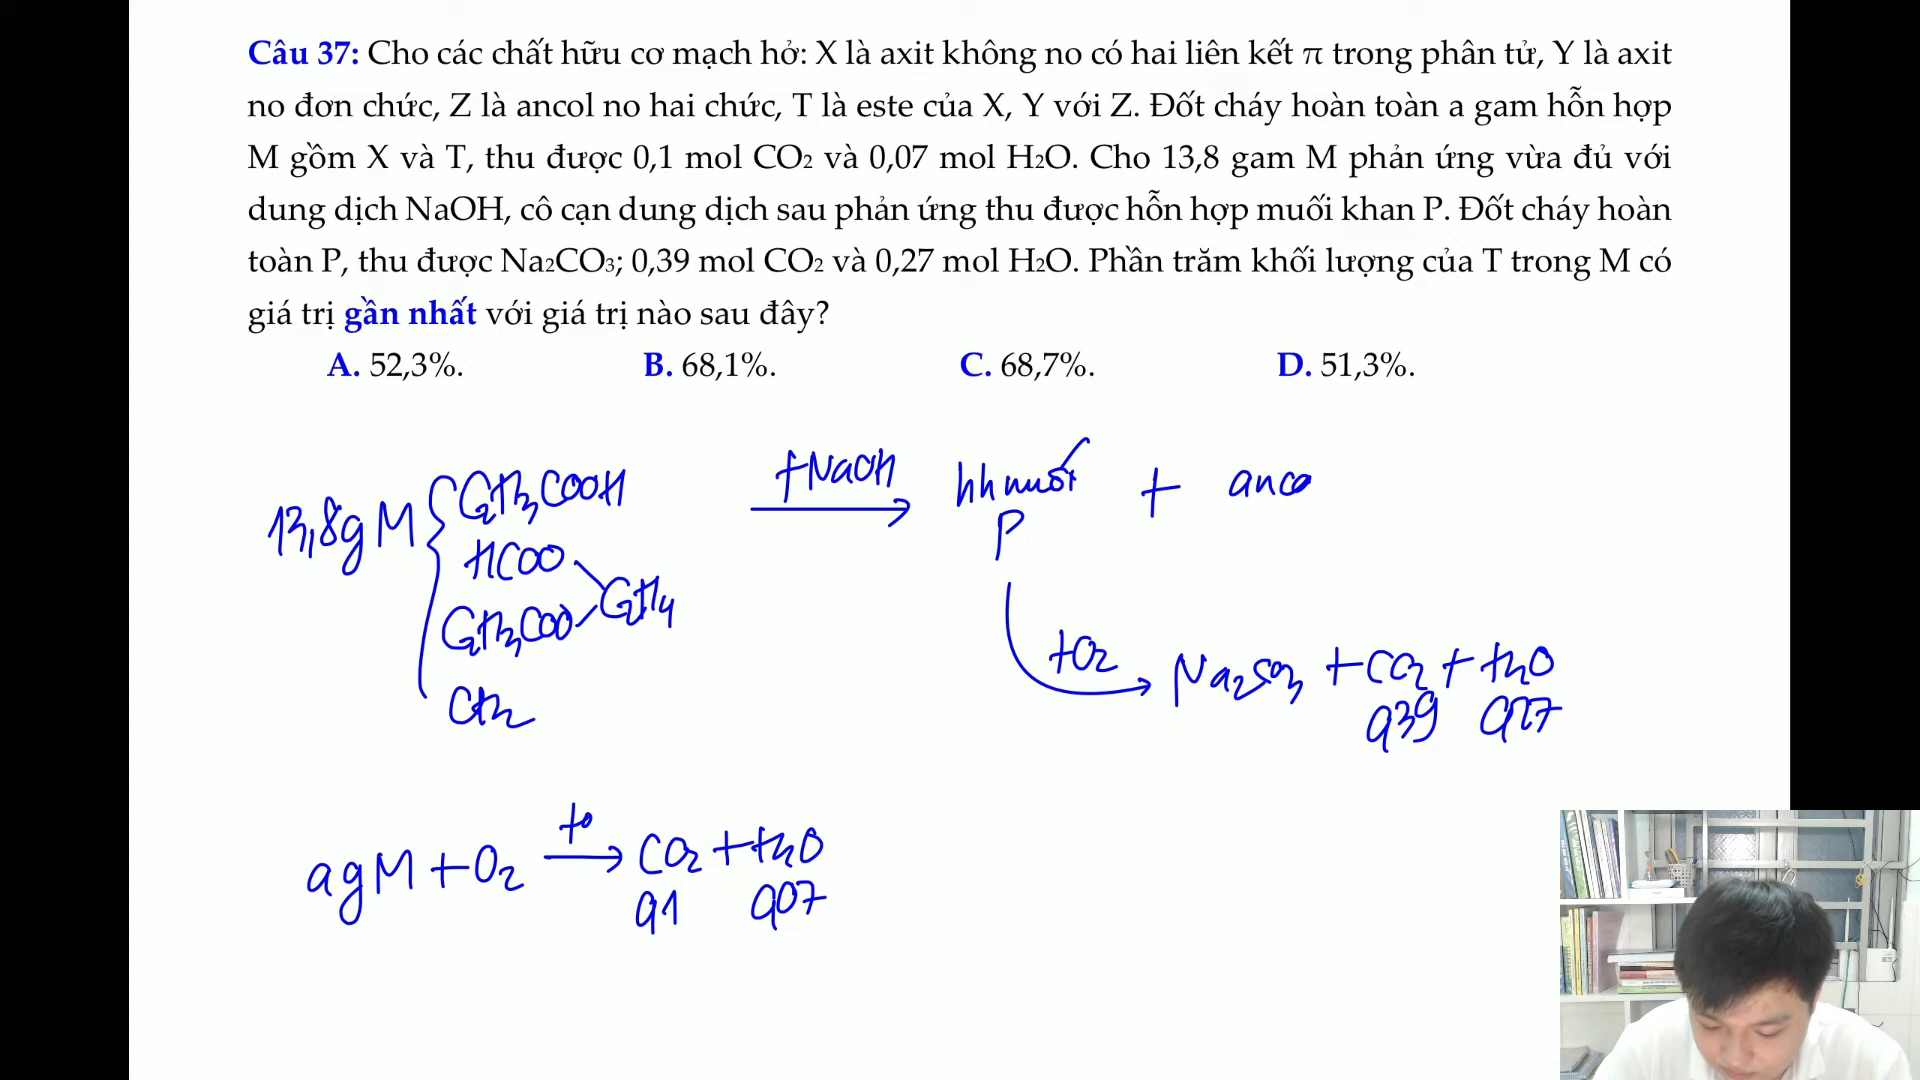 Câu 37: Cho các chất hữu cơ mạch hở: X là axit không no có hai liên kết π trong phân tử, Y là axit
no đơn chức, Z là ancol no hai chức, T là este của X, Y với Z. Đốt cháy hoàn toàn a gam hỗn hợp
M gồm X và T, thu được 0,1 mol CO₂ và 0,07 mol H₂O. Cho 13,8 gam M phản ứng vừa đủ với
dung dịch NaOH, cô cạn dung dịch sau phản ứng thu được hỗn hợp muối khan P. Đốt cháy hoàn
toàn P, thu được Na₂CO₃; 0,39 mol CO₂ và 0,27 mol H₂O. Phần trăm khối lượng của T trong M có
giá trị gần nhất với giá trị nào sau đây?
A. 52,3%. B. 68,1%. C. 68,7%. D. 51,3%.
13,8g M { C₂H₃COOH +NaOH → hh muối P + anco
HCOO
C₂H₃COO C₂H₄
CH₂
+O₂ → Na₂CO₃ + CO₂ + H₂O
0,39 0,27
a g M + O₂ t° → CO₂ + H₂O
0,1 0,07